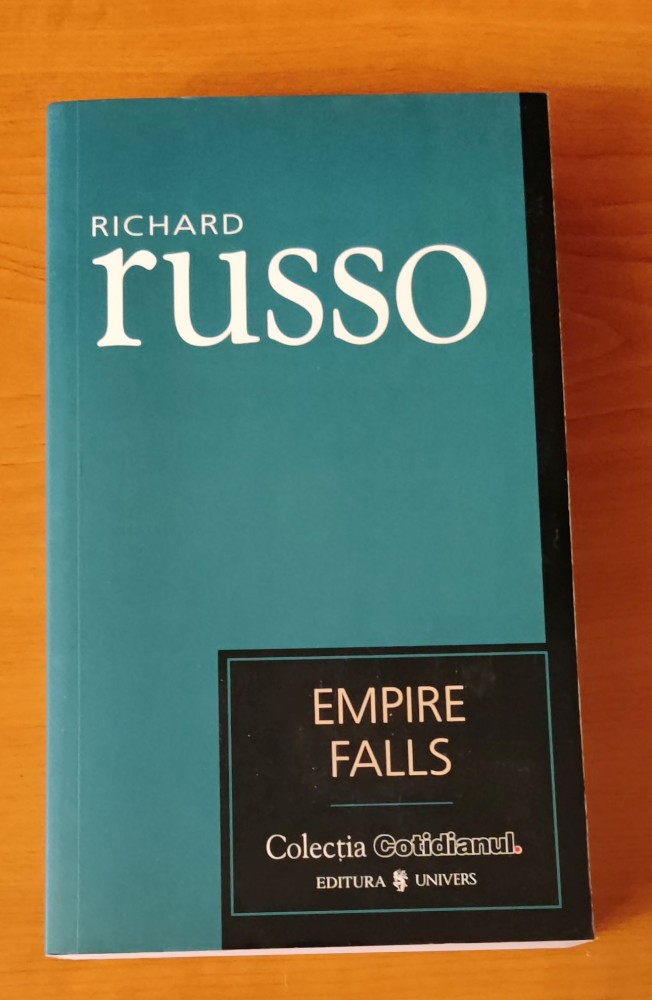 RICHARD
russo
EMPIRE
FALLS
Colecția Cotidianul.
EDITURA UNIVERS